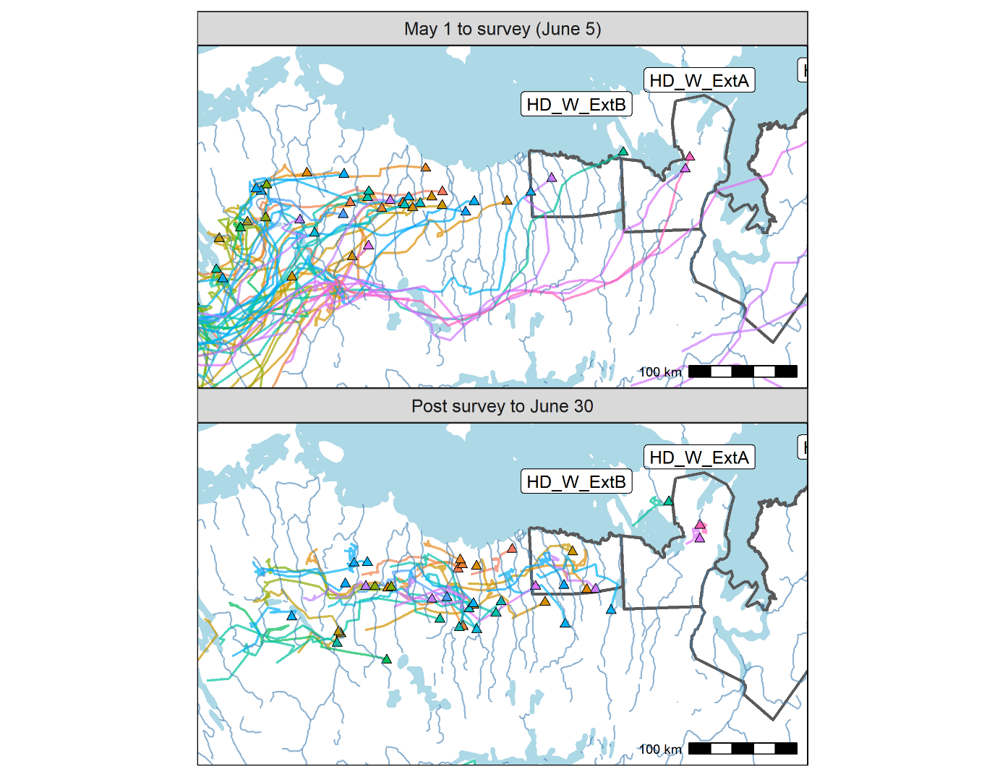 May 1 to survey (June 5)
HD_W_ExtA
HD_W_ExtB
100 km
Post survey to June 30
HD_W_ExtA
HD_W_ExtB
100 km